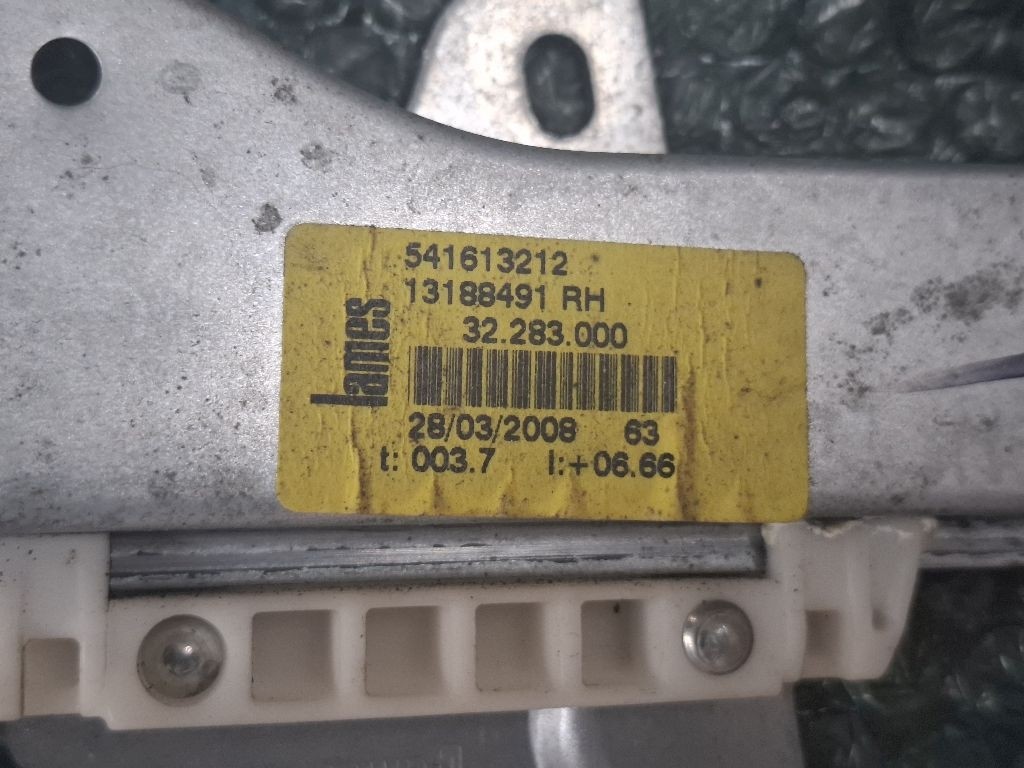 541613212
13188491 RH
32.283.000
lames
28/03/2008 63
t: 003.7 l:+06.66